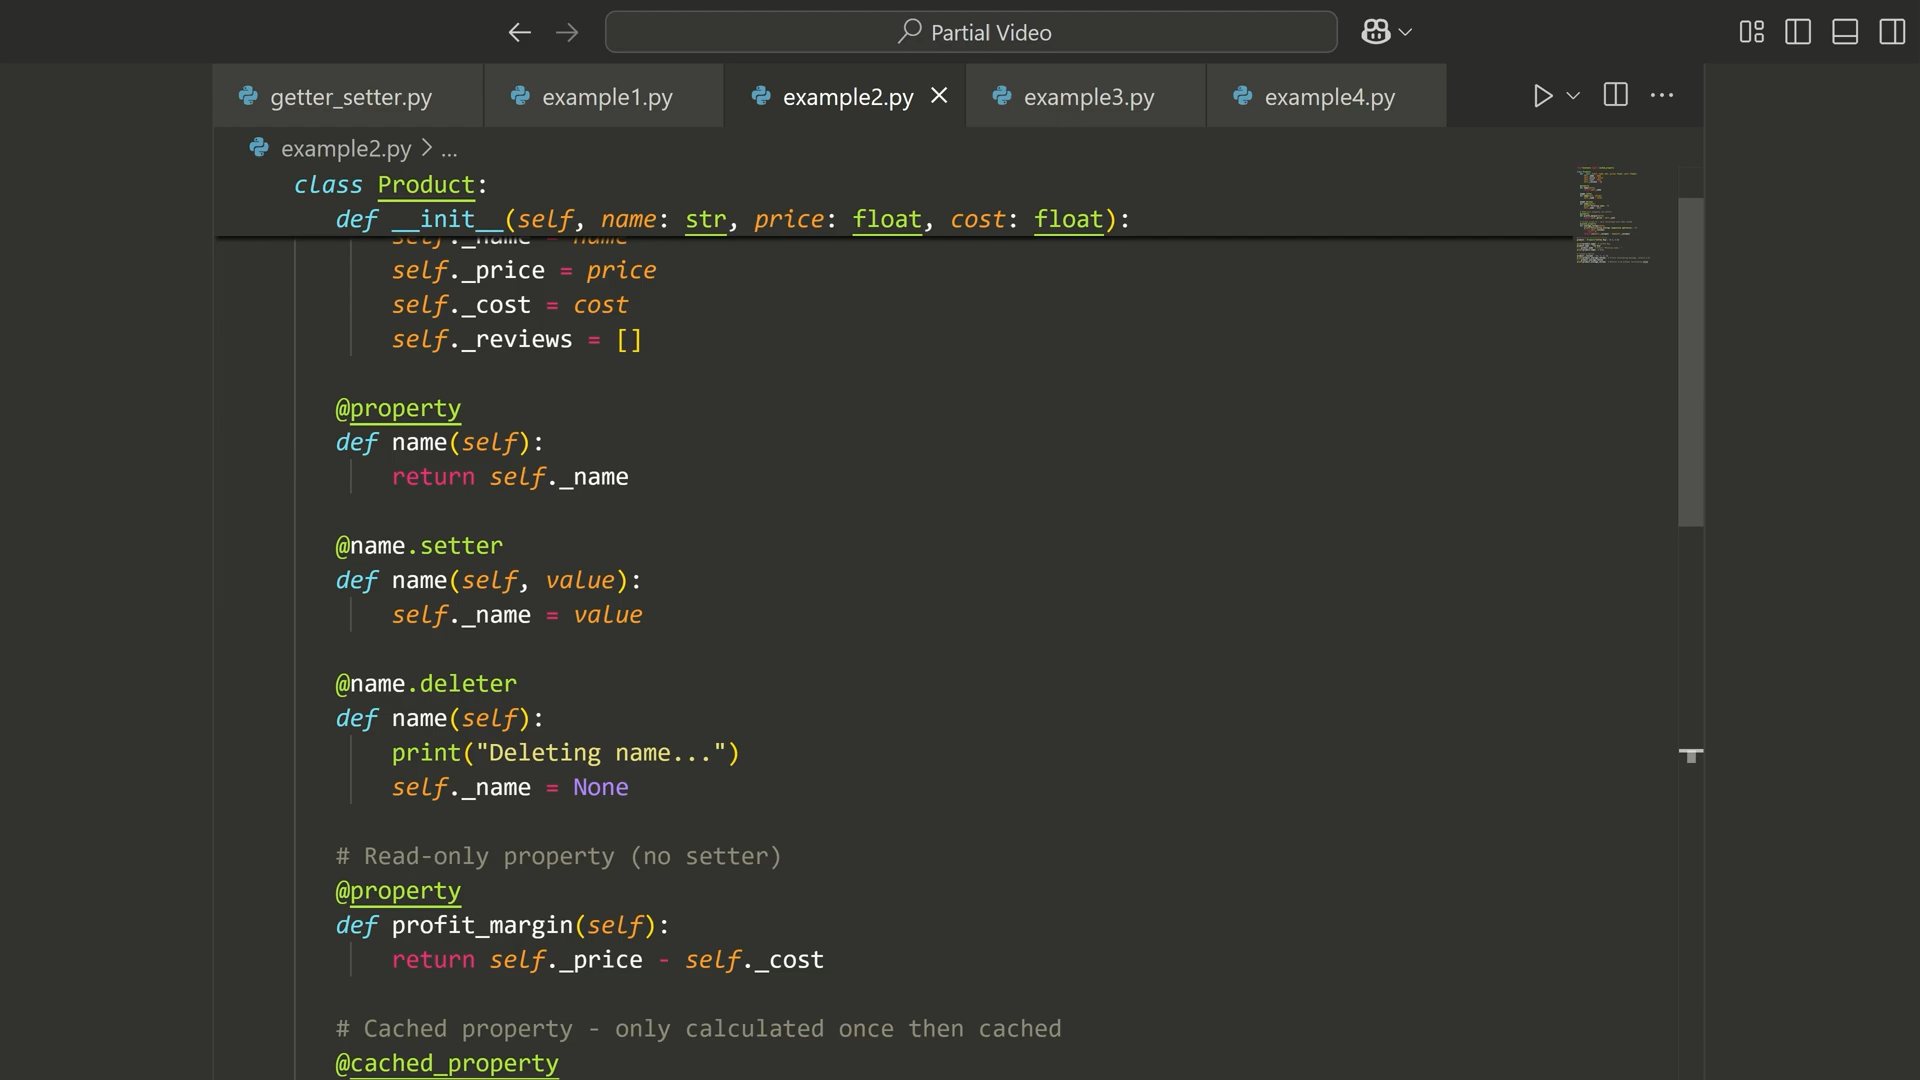 Partial Video
getter_setter.py
example1.py
example2.py
example3.py
example4.py
example2.py > ...
class Product:
def __init__(self, name: str, price: float, cost: float):
self._name = name
self._price = price
self._cost = cost
self._reviews = []
@property
def name(self):
return self._name
@name.setter
def name(self, value):
self._name = value
@name.deleter
def name(self):
print("Deleting name...")
self._name = None
# Read-only property (no setter)
@property
def profit_margin(self):
return self._price - self._cost
# Cached property - only calculated once then cached
@cached_property